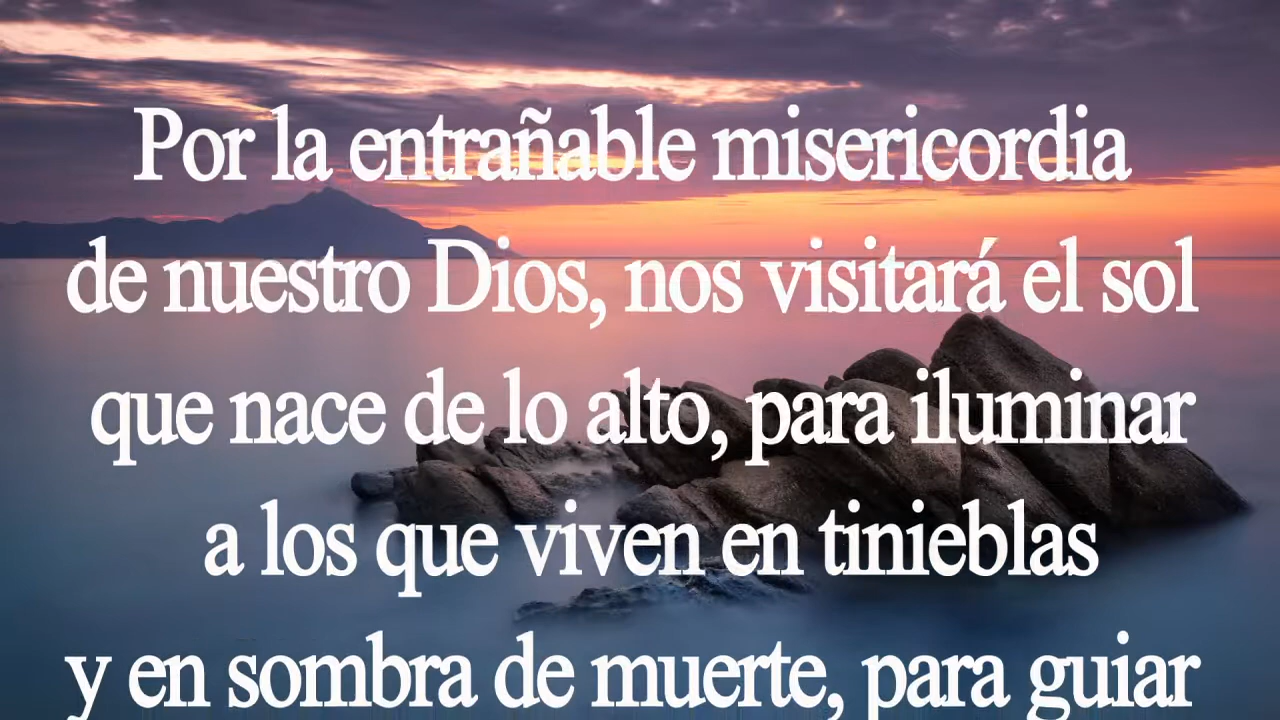 Por la entrañable misericordia
de nuestro Dios, nos visitará el sol
que nace de lo alto, para iluminar
a los que viven en tinieblas
y en sombra de muerte, para guiar